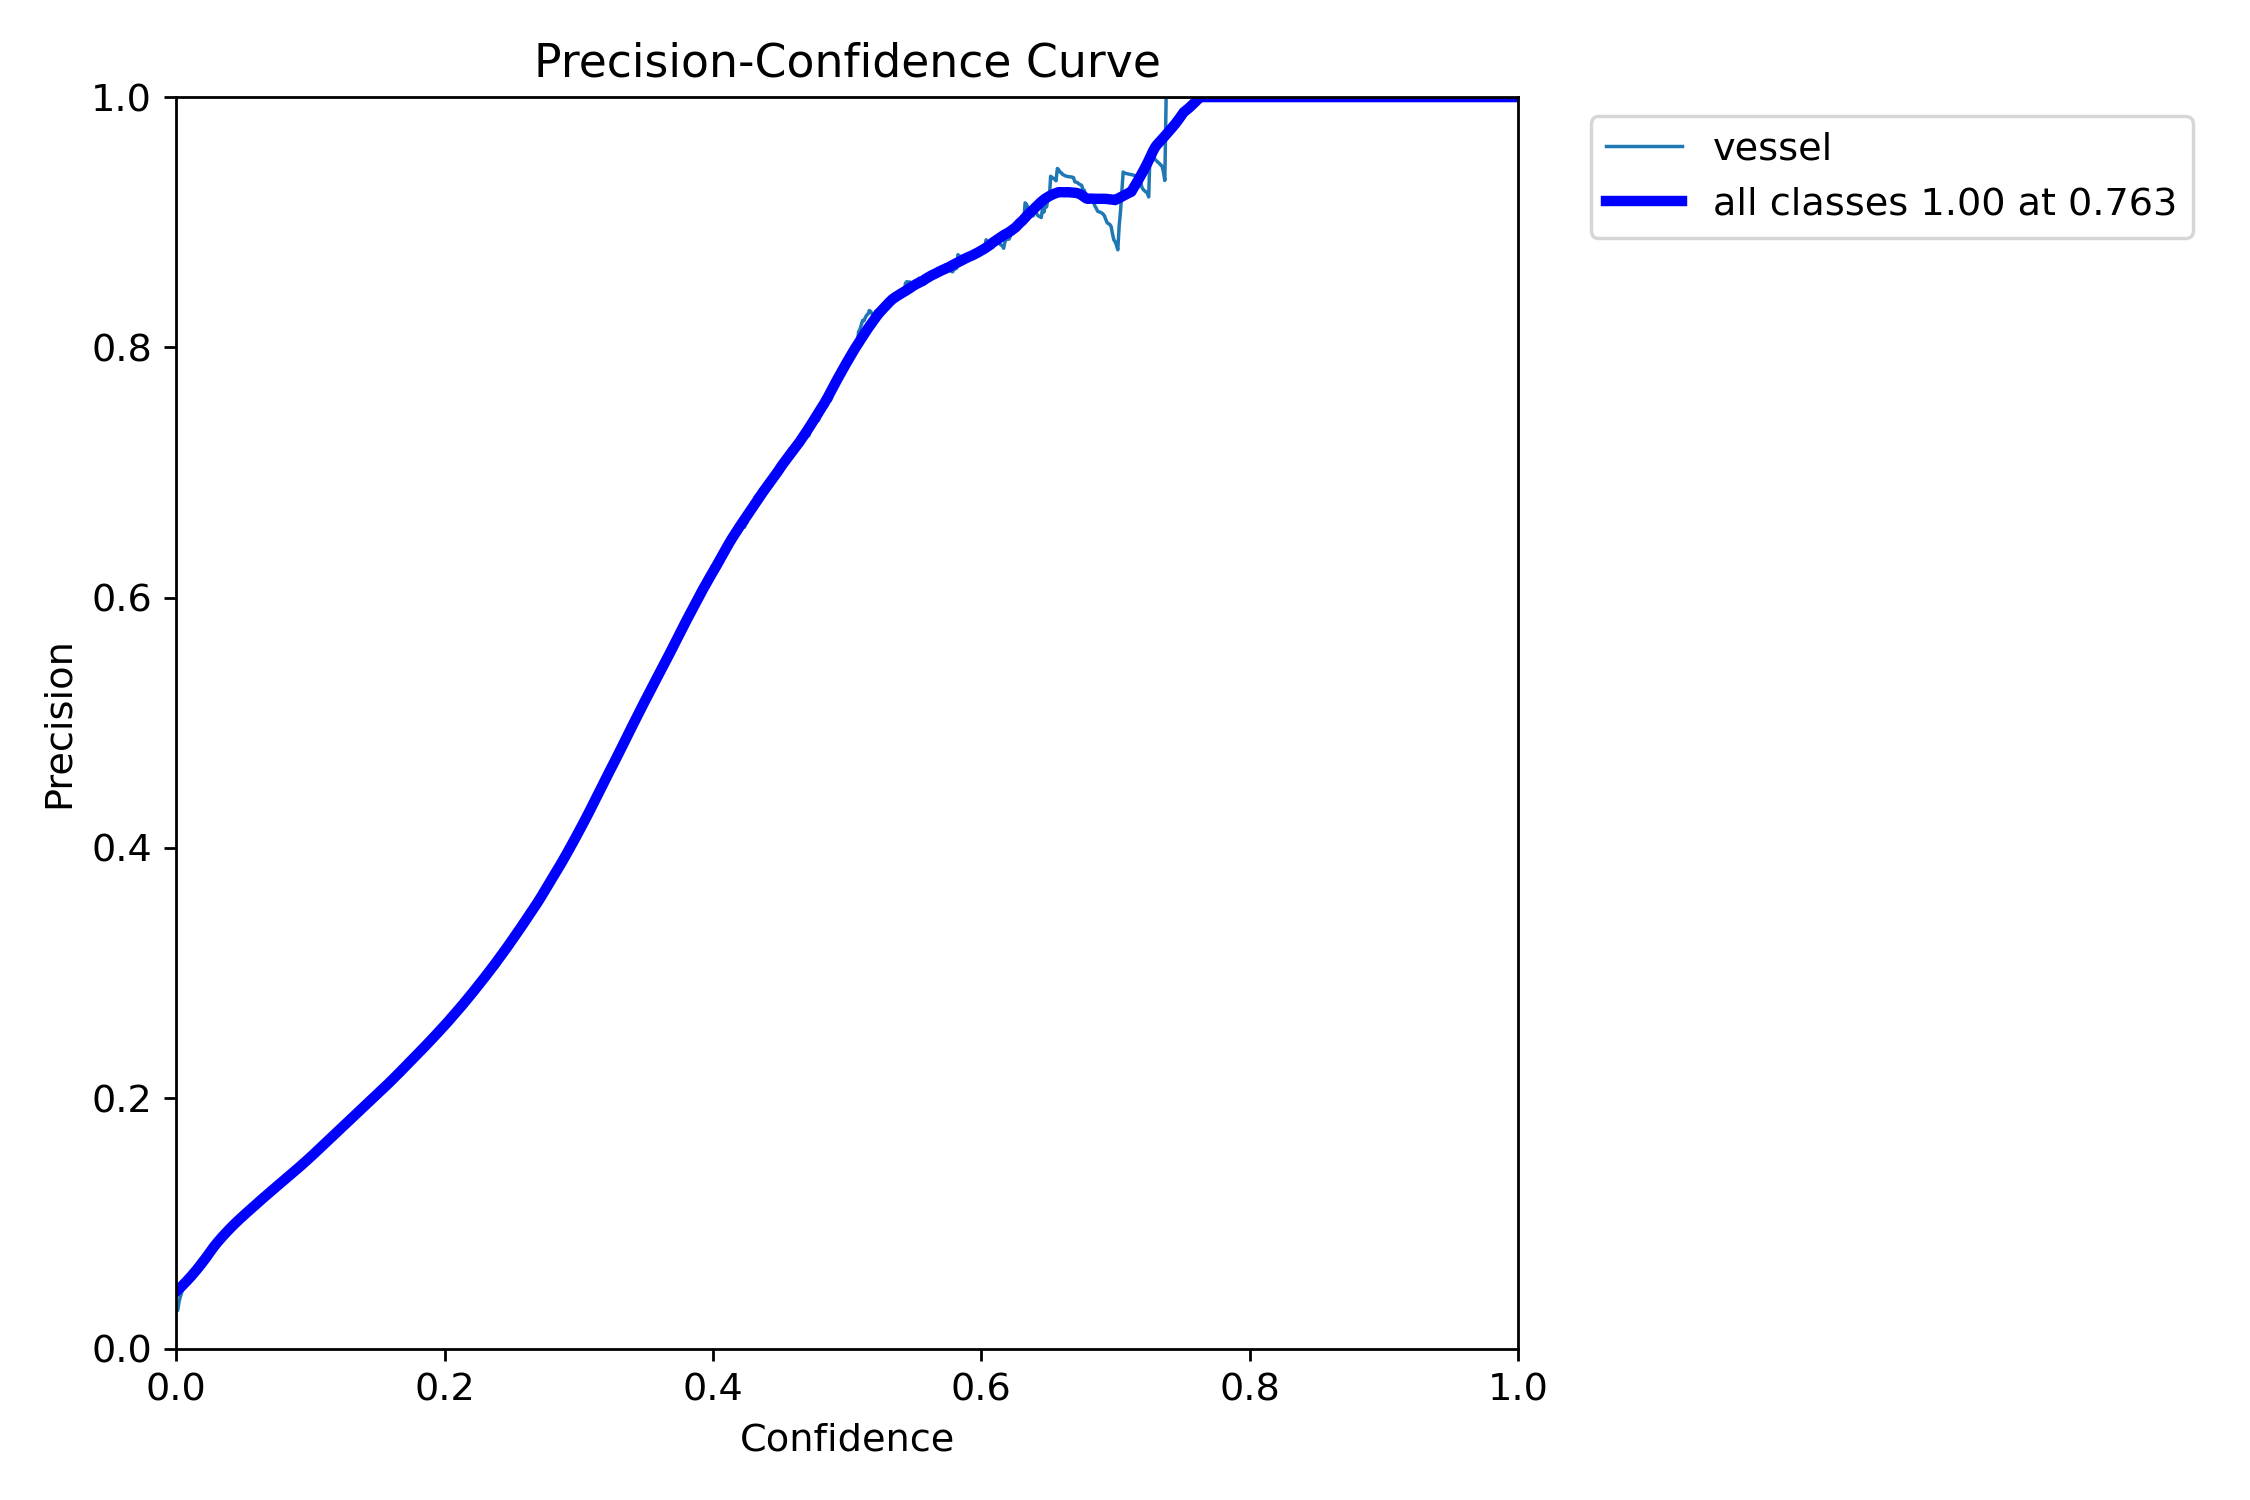 Precision-Confidence Curve
1.0
0.8
0.6
0.4
0.2
0.0
Precision
0.0 0.2 0.4 0.6 0.8 1.0
Confidence
vessel
all classes 1.00 at 0.763